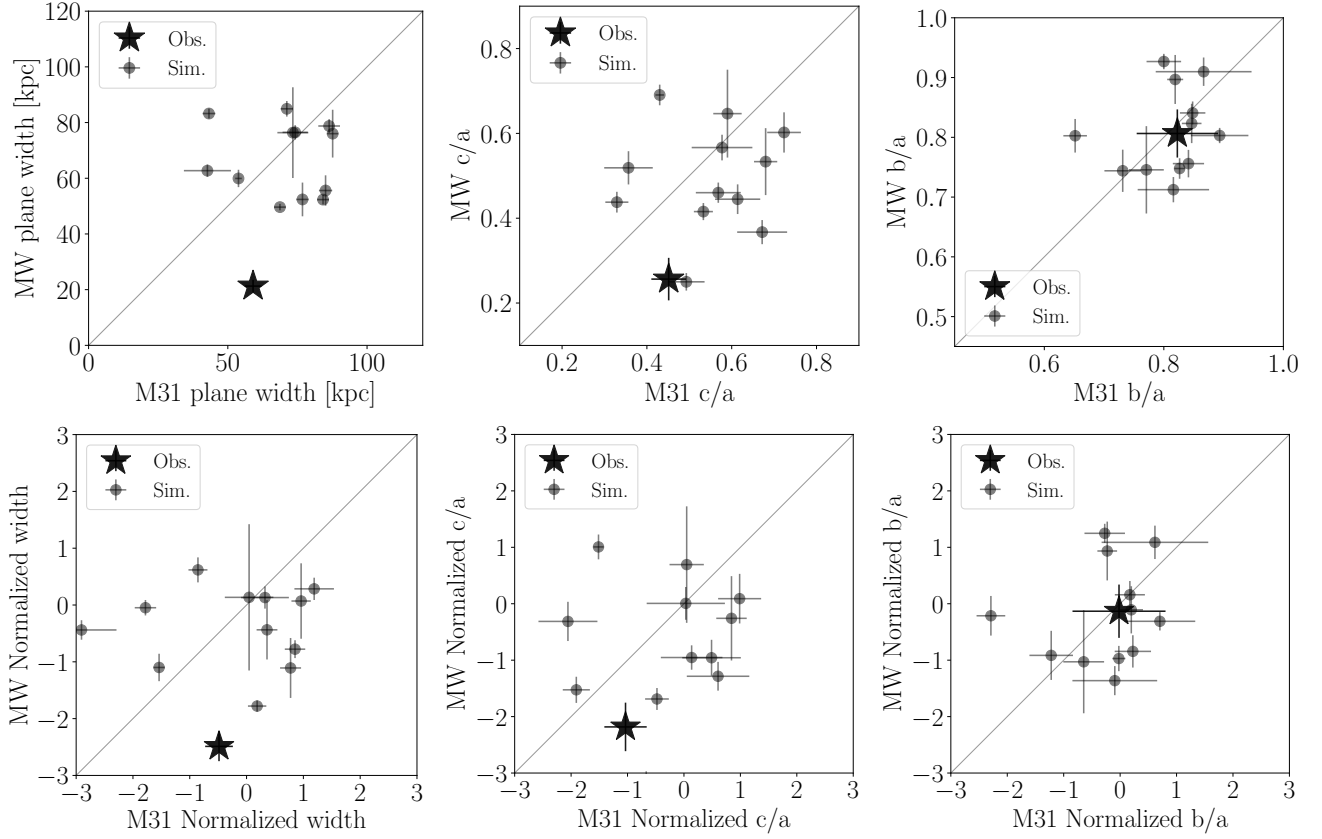 MW plane width [kpc]
120
100
80
60
40
20
0
Obs.
Sim.
0
50
100
M31 plane width [kpc]
MW c/a
0.8
0.6
0.4
0.2
Obs.
Sim.
0.2
0.4
0.6
0.8
M31 c/a
MW b/a
1.0
0.9
0.8
0.7
0.6
0.5
Obs.
Sim.
0.6
0.8
1.0
M31 b/a
MW Normalized width
3
2
1
0
−1
−2
−3
Obs.
Sim.
−3
−2
−1
0
1
2
3
M31 Normalized width
MW Normalized c/a
3
2
1
0
−1
−2
−3
Obs.
Sim.
−3
−2
−1
0
1
2
3
M31 Normalized c/a
MW Normalized b/a
3
2
1
0
−1
−2
−3
Obs.
Sim.
−3
−2
−1
0
1
2
3
M31 Normalized b/a